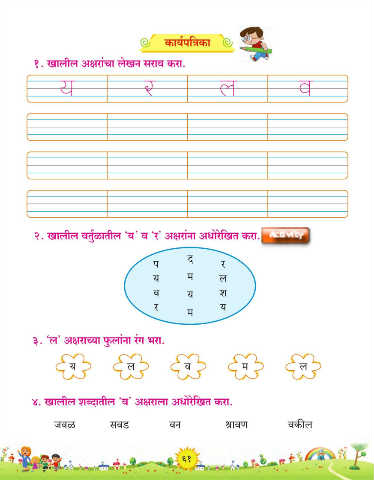 कार्यपत्रिका
१. खालील अक्षरांचा लेखन सराव करा.
य र ल व
२. खालील वर्तुळातील 'य' व 'र' अक्षरांना अधोरेखित करा.
प द र
य म ल
व य श
र म य
३. 'ल' अक्षराच्या फुलांना रंग भरा.
य ल व म ल
४. खालील शब्दातील 'व' अक्षराला अधोरेखित करा.
जवळ सवड वन श्रावण वकील
६१